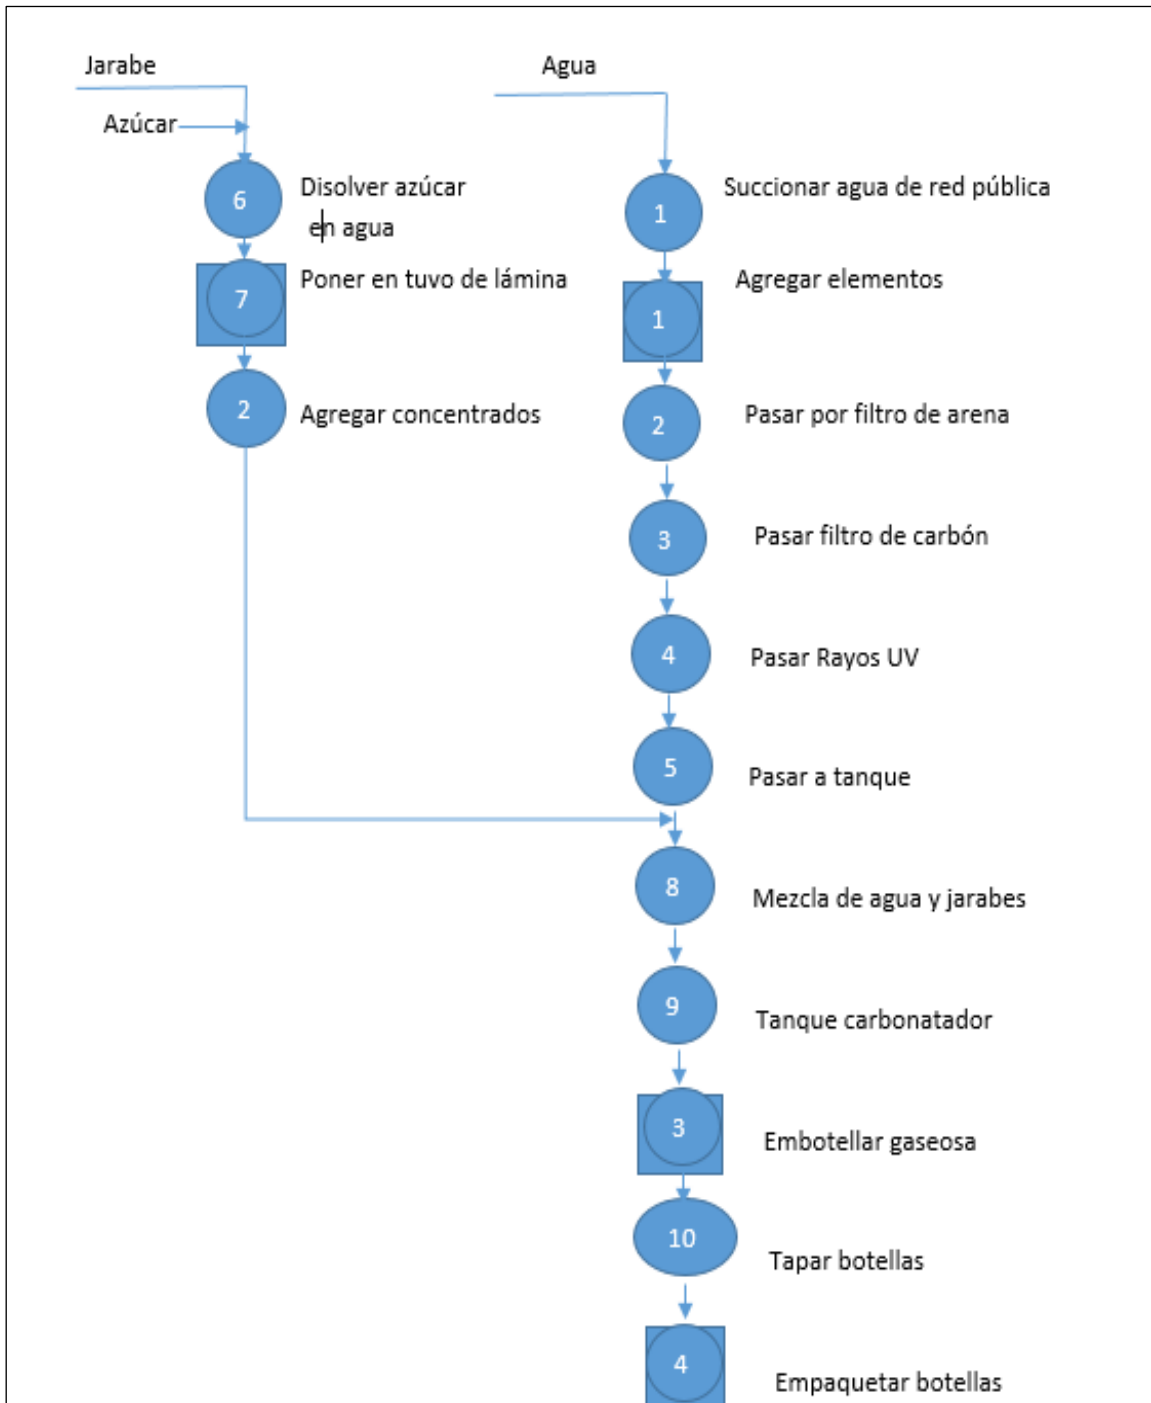 Jarabe
Azúcar
6
Disolver azúcar
en agua
7
Poner en tuvo de lámina
2
Agregar concentrados
Agua
1
Succionar agua de red pública
1
Agregar elementos
2
Pasar por filtro de arena
3
Pasar filtro de carbón
4
Pasar Rayos UV
5
Pasar a tanque
8
Mezcla de agua y jarabes
9
Tanque carbonatador
3
Embotellar gaseosa
10
Tapar botellas
4
Empaquetar botellas